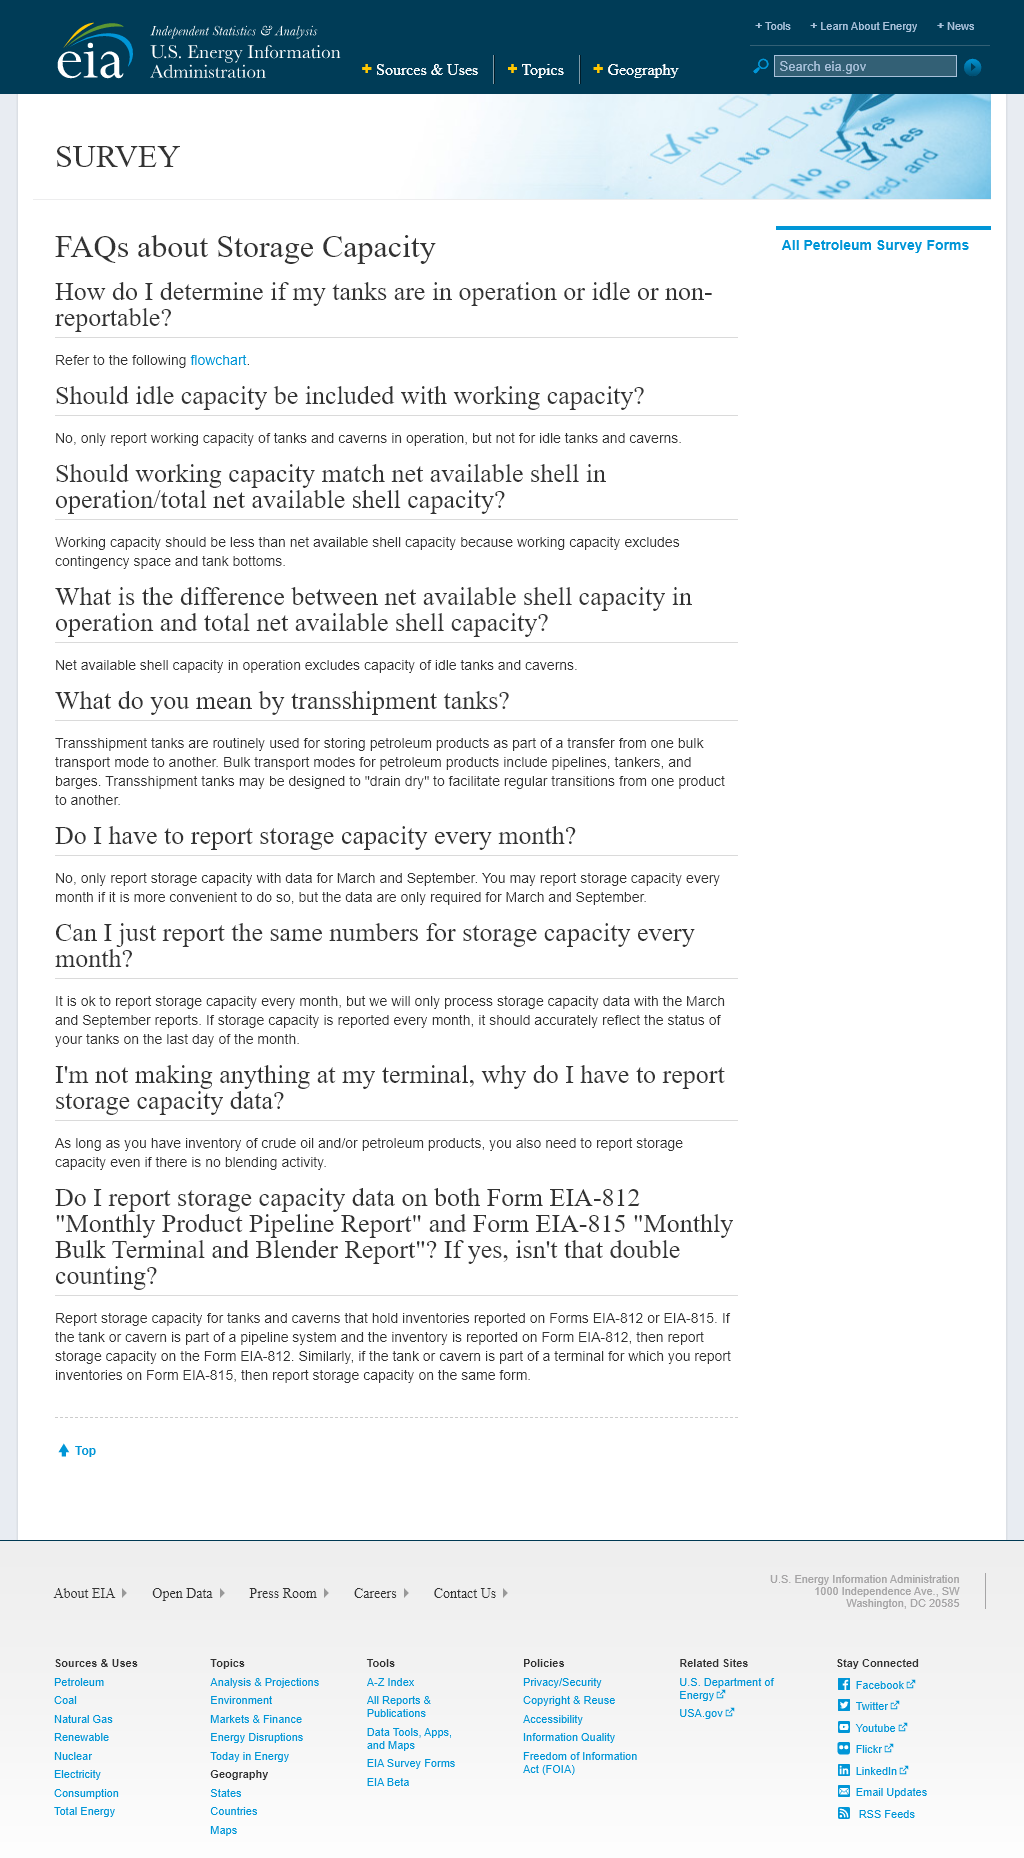 Independent Statistics & Analysis
U.S. Energy Information
Administration
eia
+ Sources & Uses
+ Topics
+ Geography
+ Tools
+ Learn About Energy
+ News
Search eia.gov
No
Yes
Yes
No
Yes
No
No
Yes
rred, and
SURVEY
FAQs about Storage Capacity
All Petroleum Survey Forms
How do I determine if my tanks are in operation or idle or non-
reportable?
Refer to the following flowchart.
Should idle capacity be included with working capacity?
No, only report working capacity of tanks and caverns in operation, but not for idle tanks and caverns.
Should working capacity match net available shell in
operation/total net available shell capacity?
Working capacity should be less than net available shell capacity because working capacity excludes
contingency space and tank bottoms.
What is the difference between net available shell capacity in
operation and total net available shell capacity?
Net available shell capacity in operation excludes capacity of idle tanks and caverns.
What do you mean by transshipment tanks?
Transshipment tanks are routinely used for storing petroleum products as part of a transfer from one bulk
transport mode to another. Bulk transport modes for petroleum products include pipelines, tankers, and
barges. Transshipment tanks may be designed to "drain dry" to facilitate regular transitions from one product
to another.
Do I have to report storage capacity every month?
No, only report storage capacity with data for March and September. You may report storage capacity every
month if it is more convenient to do so, but the data are only required for March and September.
Can I just report the same numbers for storage capacity every
month?
It is ok to report storage capacity every month, but we will only process storage capacity data with the March
and September reports. If storage capacity is reported every month, it should accurately reflect the status of
your tanks on the last day of the month.
I'm not making anything at my terminal, why do I have to report
storage capacity data?
As long as you have inventory of crude oil and/or petroleum products, you also need to report storage
capacity even if there is no blending activity.
Do I report storage capacity data on both Form EIA-812
"Monthly Product Pipeline Report" and Form EIA-815 "Monthly
Bulk Terminal and Blender Report"? If yes, isn't that double
counting?
Report storage capacity for tanks and caverns that hold inventories reported on Forms EIA-812 or EIA-815. If
the tank or cavern is part of a pipeline system and the inventory is reported on Form EIA-812, then report
storage capacity on the Form EIA-812. Similarly, if the tank or cavern is part of a terminal for which you report
inventories on Form EIA-815, then report storage capacity on the same form.
Top
About EIA
Open Data
Press Room
Careers
Contact Us
U.S. Energy Information Administration
1000 Independence Ave., SW
Washington, DC 20585
Sources & Uses
Petroleum
Coal
Natural Gas
Renewable
Nuclear
Electricity
Consumption
Total Energy
Topics
Analysis & Projections
Environment
Markets & Finance
Energy Disruptions
Today in Energy
Geography
States
Countries
Maps
Tools
A-Z Index
All Reports &
Publications
Data Tools, Apps,
and Maps
EIA Survey Forms
EIA Beta
Policies
Privacy/Security
Copyright & Reuse
Accessibility
Information Quality
Freedom of Information
Act (FOIA)
Related Sites
U.S. Department of
Energy
USA.gov
Stay Connected
Facebook
Twitter
Youtube
Flickr
LinkedIn
Email Updates
RSS Feeds